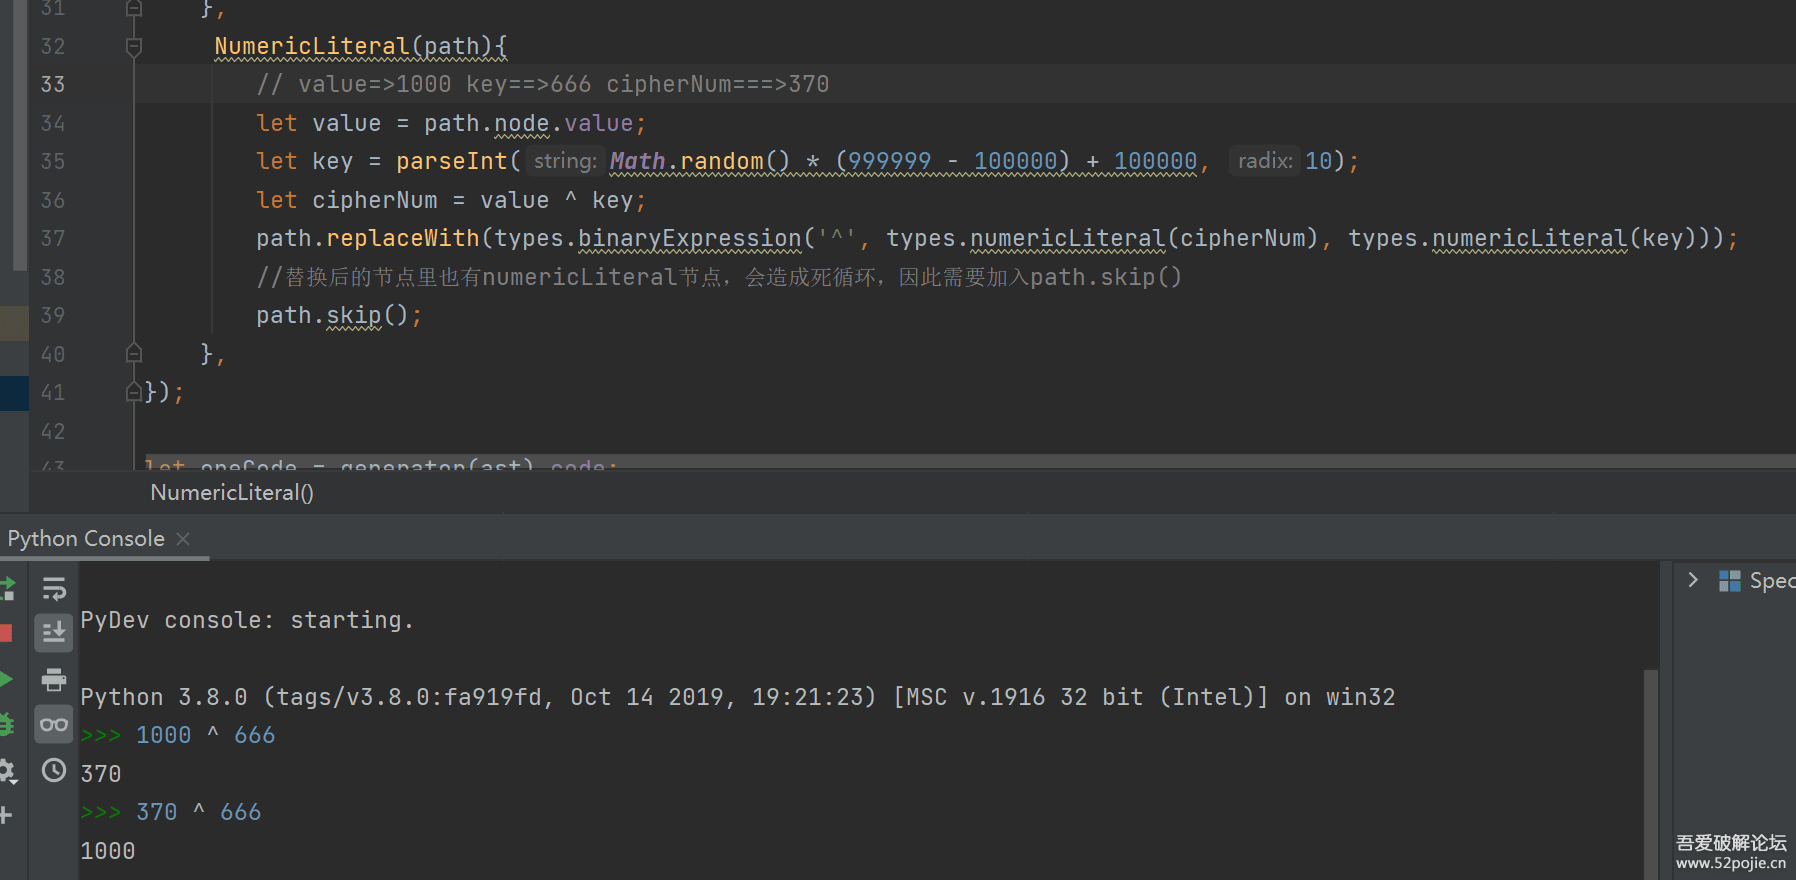 31 },
32 NumericLiteral(path){
33 // value=>1000 key==>666 cipherNum===>370
34 let value = path.node.value;
35 let key = parseInt( string: Math.random() * (999999 - 100000) + 100000, radix: 10);
36 let cipherNum = value ^ key;
37 path.replaceWith(types.binaryExpression('^', types.numericLiteral(cipherNum), types.numericLiteral(key)));
38 //替换后的节点里也有numericLiteral节点，会造成死循环，因此需要加入path.skip()
39 path.skip();
40 },
41 });
42
43 let oneCode = generator(ast).code;
NumericLiteral()
Python Console
PyDev console: starting.
Python 3.8.0 (tags/v3.8.0:fa919fd, Oct 14 2019, 19:21:23) [MSC v.1916 32 bit (Intel)] on win32
>>> 1000 ^ 666
370
>>> 370 ^ 666
1000
Spec
吾爱破解论坛
www.52pojie.cn